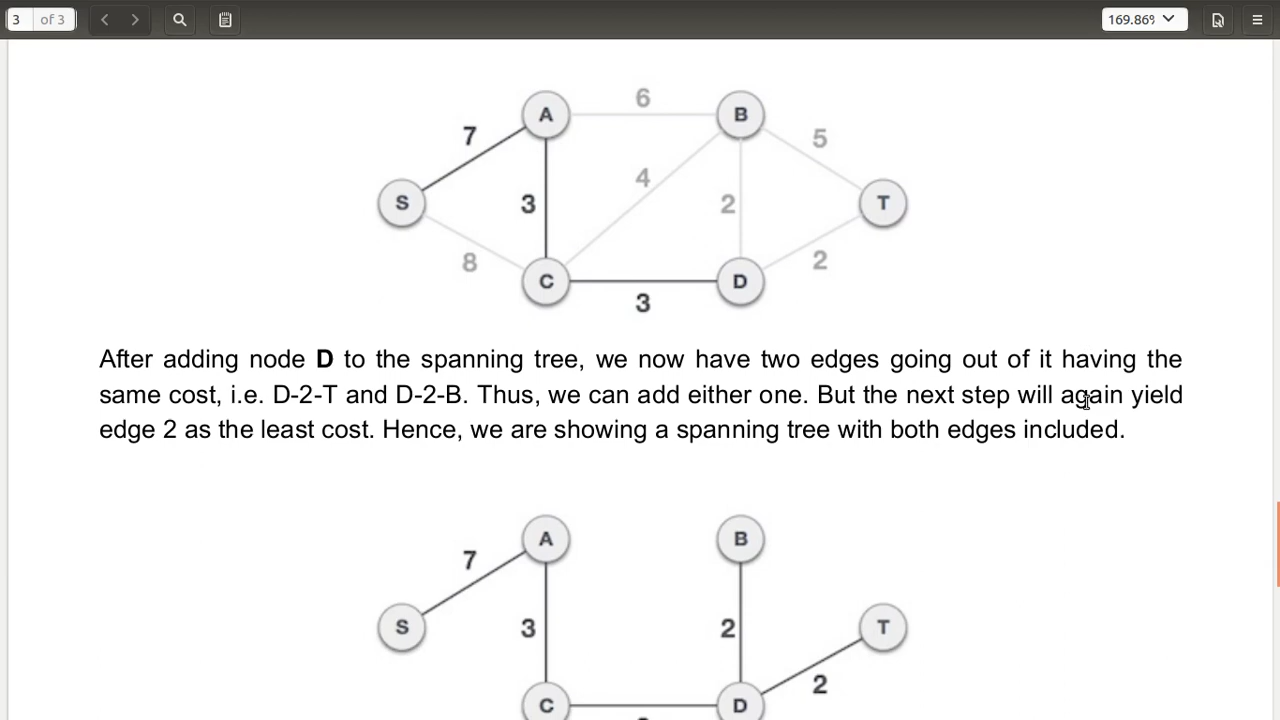 3 of 3
169.86%
A 6 B
7 5
4
S 3 2 T
8 2
C D
3
After adding node D to the spanning tree, we now have two edges going out of it having the
same cost, i.e. D-2-T and D-2-B. Thus, we can add either one. But the next step will again yield
edge 2 as the least cost. Hence, we are showing a spanning tree with both edges included.
A B
7
S 3 2 T
2
C D